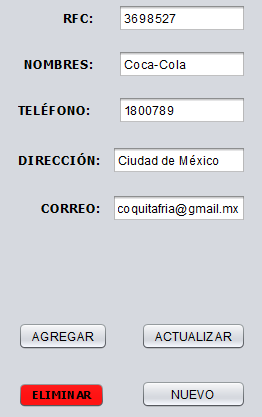 RFC: 3698527
NOMBRES: Coca-Cola
TELÉFONO: 1800789
DIRECCIÓN: Ciudad de México
CORREO: coquitafria@gmail.mx
AGREGAR ACTUALIZAR
ELIMINAR NUEVO